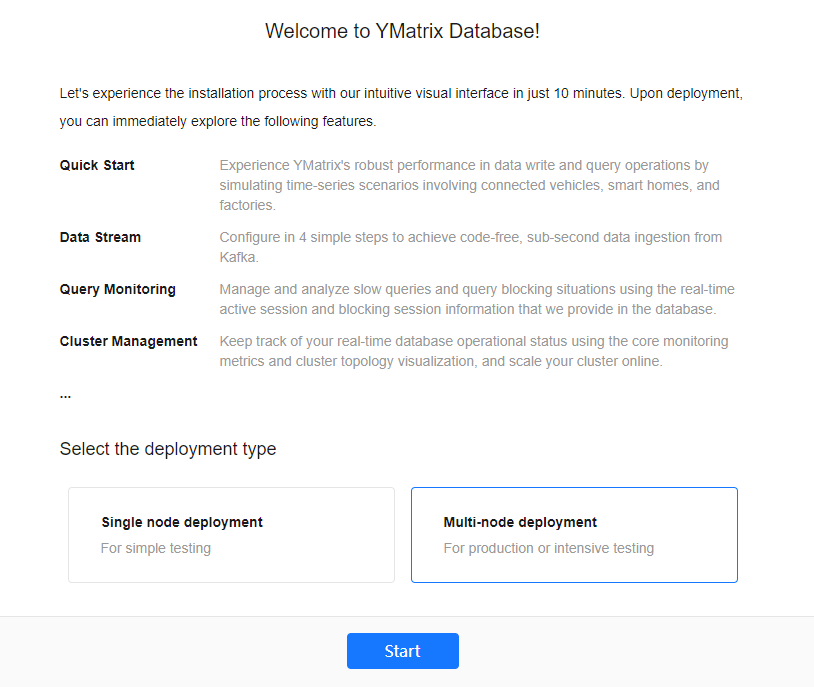 Welcome to YMatrix Database!
Let's experience the installation process with our intuitive visual interface in just 10 minutes. Upon deployment,
you can immediately explore the following features.
Quick Start
Experience YMatrix's robust performance in data write and query operations by
simulating time-series scenarios involving connected vehicles, smart homes, and
factories.
Data Stream
Configure in 4 simple steps to achieve code-free, sub-second data ingestion from
Kafka.
Query Monitoring
Manage and analyze slow queries and query blocking situations using the real-time
active session and blocking session information that we provide in the database.
Cluster Management
Keep track of your real-time database operational status using the core monitoring
metrics and cluster topology visualization, and scale your cluster online.
...
Select the deployment type
Single node deployment
For simple testing
Multi-node deployment
For production or intensive testing
Start